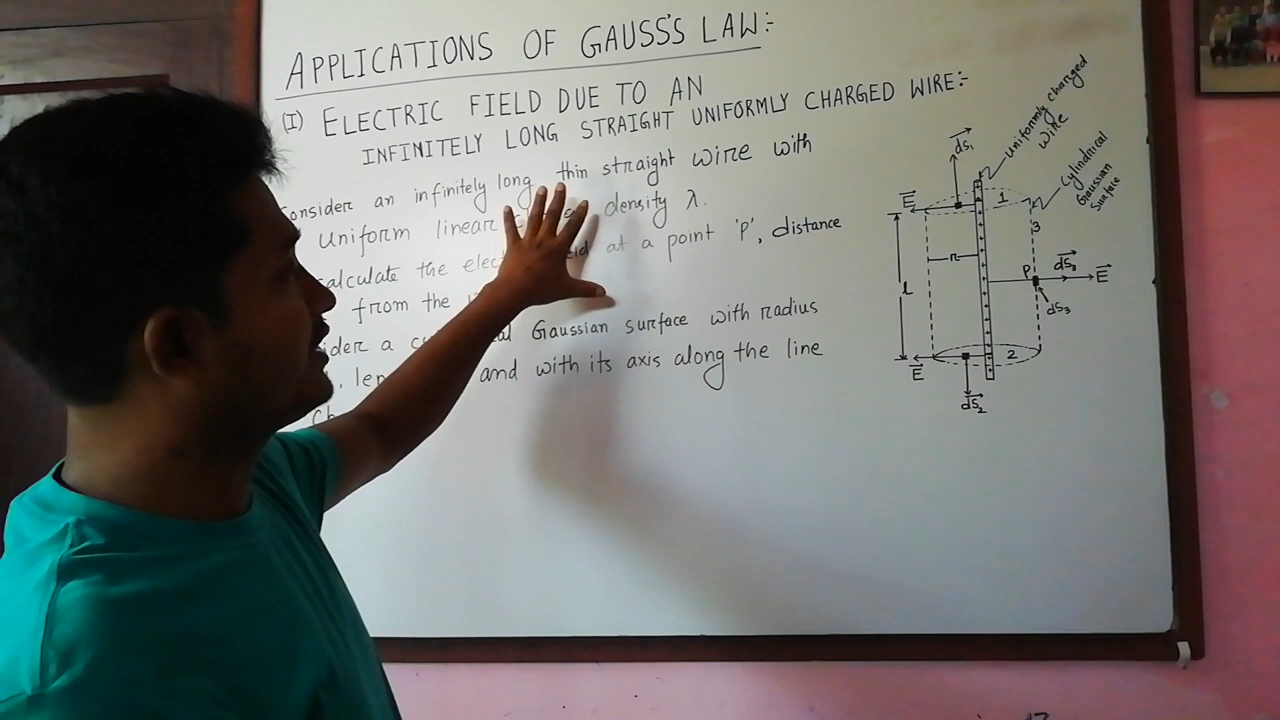 APPLICATIONS OF GAUSS'S LAW:-
(I) ELECTRIC FIELD DUE TO AN
INFINITELY LONG STRAIGHT UNIFORMLY CHARGED WIRE:-
Consider an infinitely long thin straight wire with
uniform linear density λ.
calculate the at a point 'P', distance
from the
a Gaussian surface with radius
and with its axis along the line
uniformly charged
wire
Cylindrical
Gaussian
Surface
dS₁
E
1
3
r
l
P
dS₃
E
dS₃
2
E
dS₂